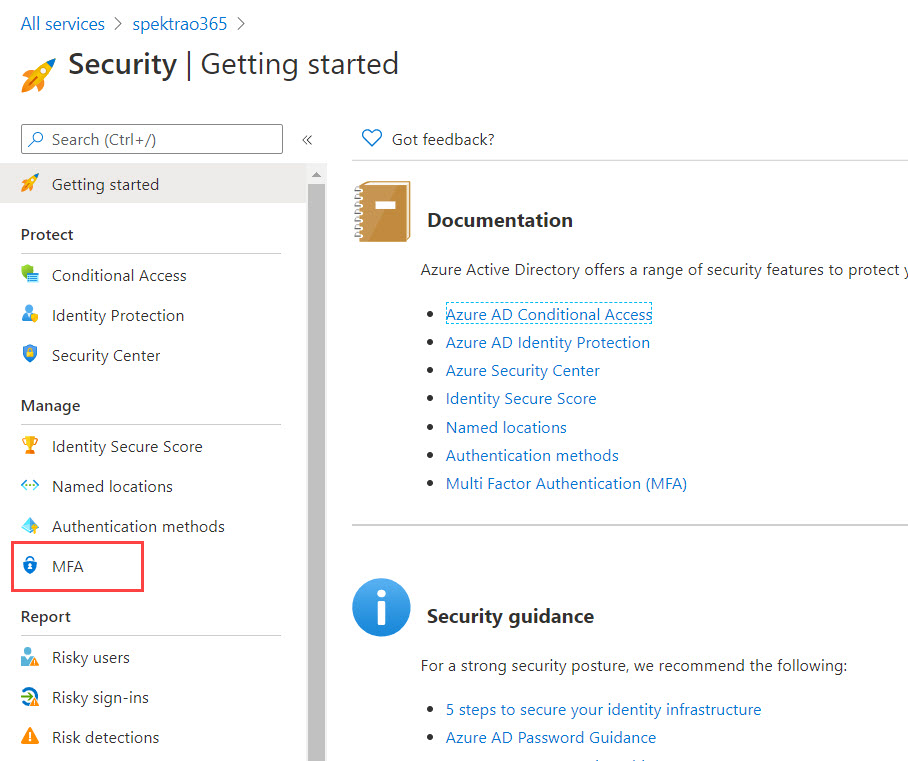 All services > spektrao365 >
Security | Getting started
Search (Ctrl+/)
«
Getting started
Protect
Conditional Access
Identity Protection
Security Center
Manage
Identity Secure Score
Named locations
Authentication methods
MFA
Report
Risky users
Risky sign-ins
Risk detections
Got feedback?
Documentation
Azure Active Directory offers a range of security features to protect
Azure AD Conditional Access
Azure AD Identity Protection
Azure Security Center
Identity Secure Score
Named locations
Authentication methods
Multi Factor Authentication (MFA)
Security guidance
For a strong security posture, we recommend the following:
5 steps to secure your identity infrastructure
Azure AD Password Guidance